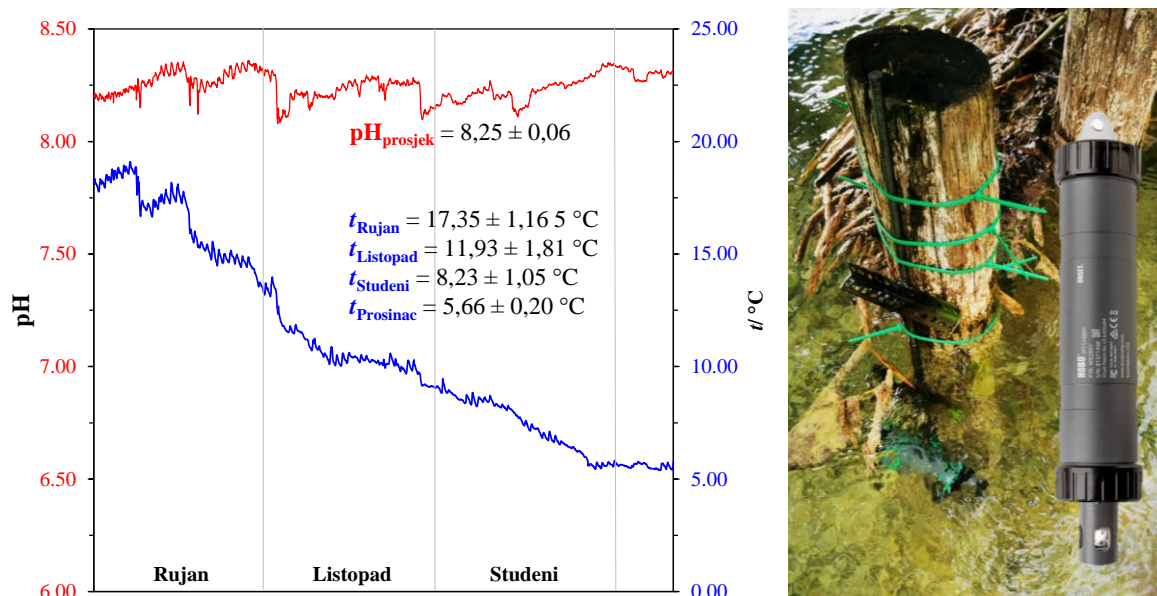 8.50
8.00
7.50
7.00
6.50
6.00
pH
25.00
20.00
15.00
10.00
5.00
0.00
t/ °C
pHprosjek = 8,25 ± 0,06
tRujan = 17,35 ± 1,16 5 °C
tListopad = 11,93 ± 1,81 °C
tStudeni = 8,23 ± 1,05 °C
tProsinac = 5,66 ± 0,20 °C
Rujan
Listopad
Studeni
ONSET
HOBO